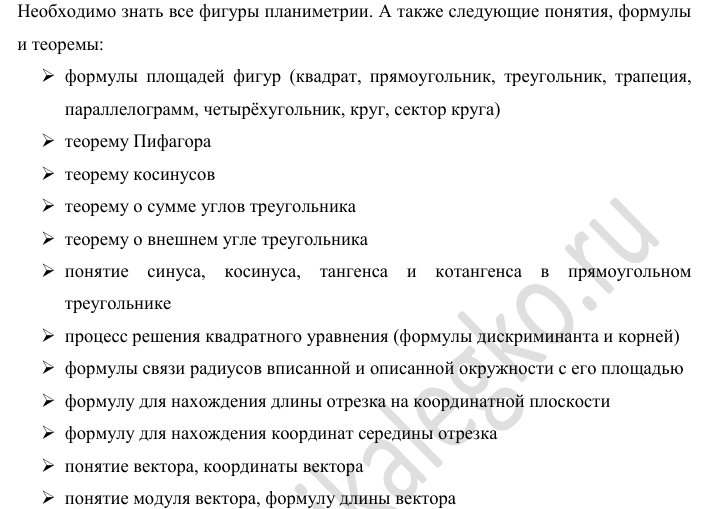 Необходимо знать все фигуры планиметрии. А также следующие понятия, формулы
и теоремы:
➢ формулы площадей фигур (квадрат, прямоугольник, треугольник, трапеция,
параллелограмм, четырёхугольник, круг, сектор круга)
➢ теорему Пифагора
➢ теорему косинусов
➢ теорему о сумме углов треугольника
➢ теорему о внешнем угле треугольника
➢ понятие синуса, косинуса, тангенса и котангенса в прямоугольном
треугольнике
➢ процесс решения квадратного уравнения (формулы дискриминанта и корней)
➢ формулы связи радиусов вписанной и описанной окружности с его площадью
➢ формулу для нахождения длины отрезка на координатной плоскости
➢ формулу для нахождения координат середины отрезка
➢ понятие вектора, координаты вектора
➢ понятие модуля вектора, формулу длины вектора
ikalegko.ru